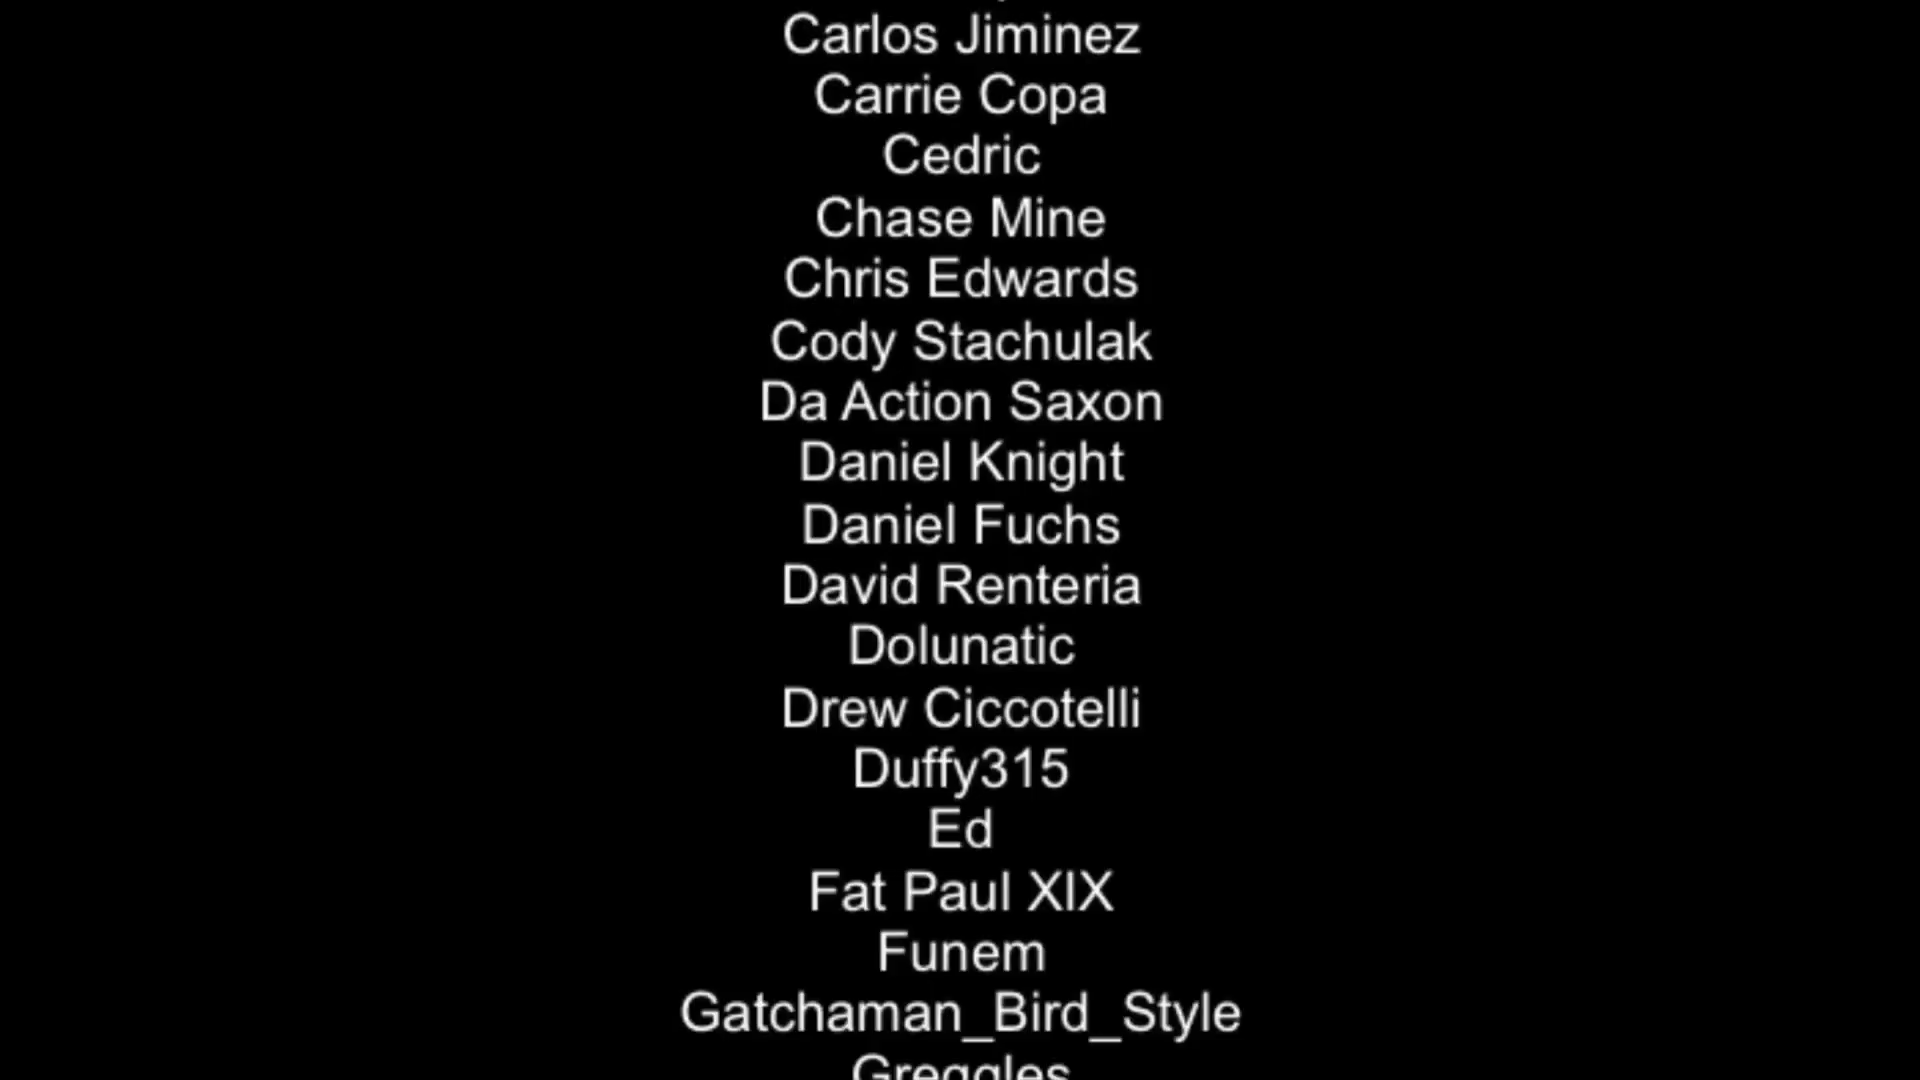 Carlos Jiminez
Carrie Copa
Cedric
Chase Mine
Chris Edwards
Cody Stachulak
Da Action Saxon
Daniel Knight
Daniel Fuchs
David Renteria
Dolunatic
Drew Ciccotelli
Duffy315
Ed
Fat Paul XIX
Funem
Gatchaman_Bird_Style
Greggles